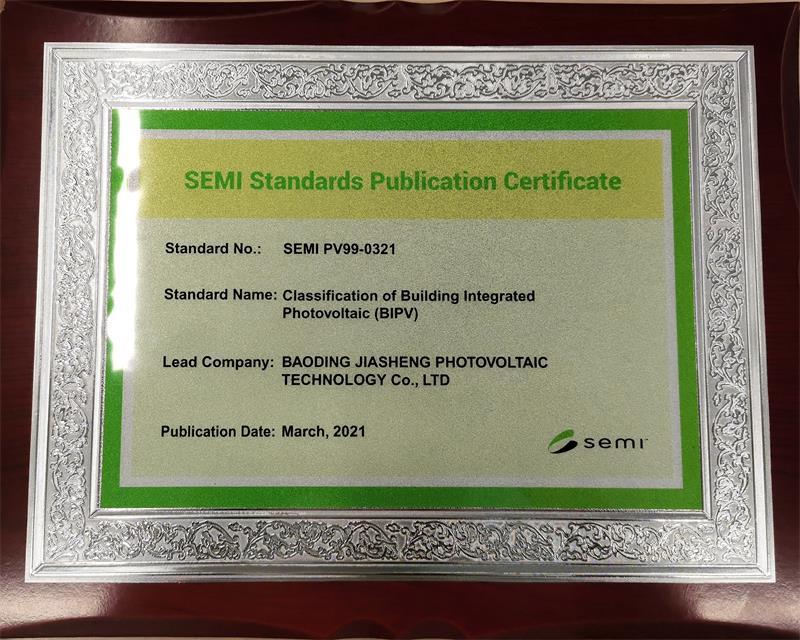 SEMI Standards Publication Certificate
Standard No.: SEMI PV99-0321
Standard Name: Classification of Building Integrated
Photovoltaic (BIPV)
Lead Company: BAODING JIASHENG PHOTOVOLTAIC
TECHNOLOGY Co., LTD
Publication Date: March, 2021
semi